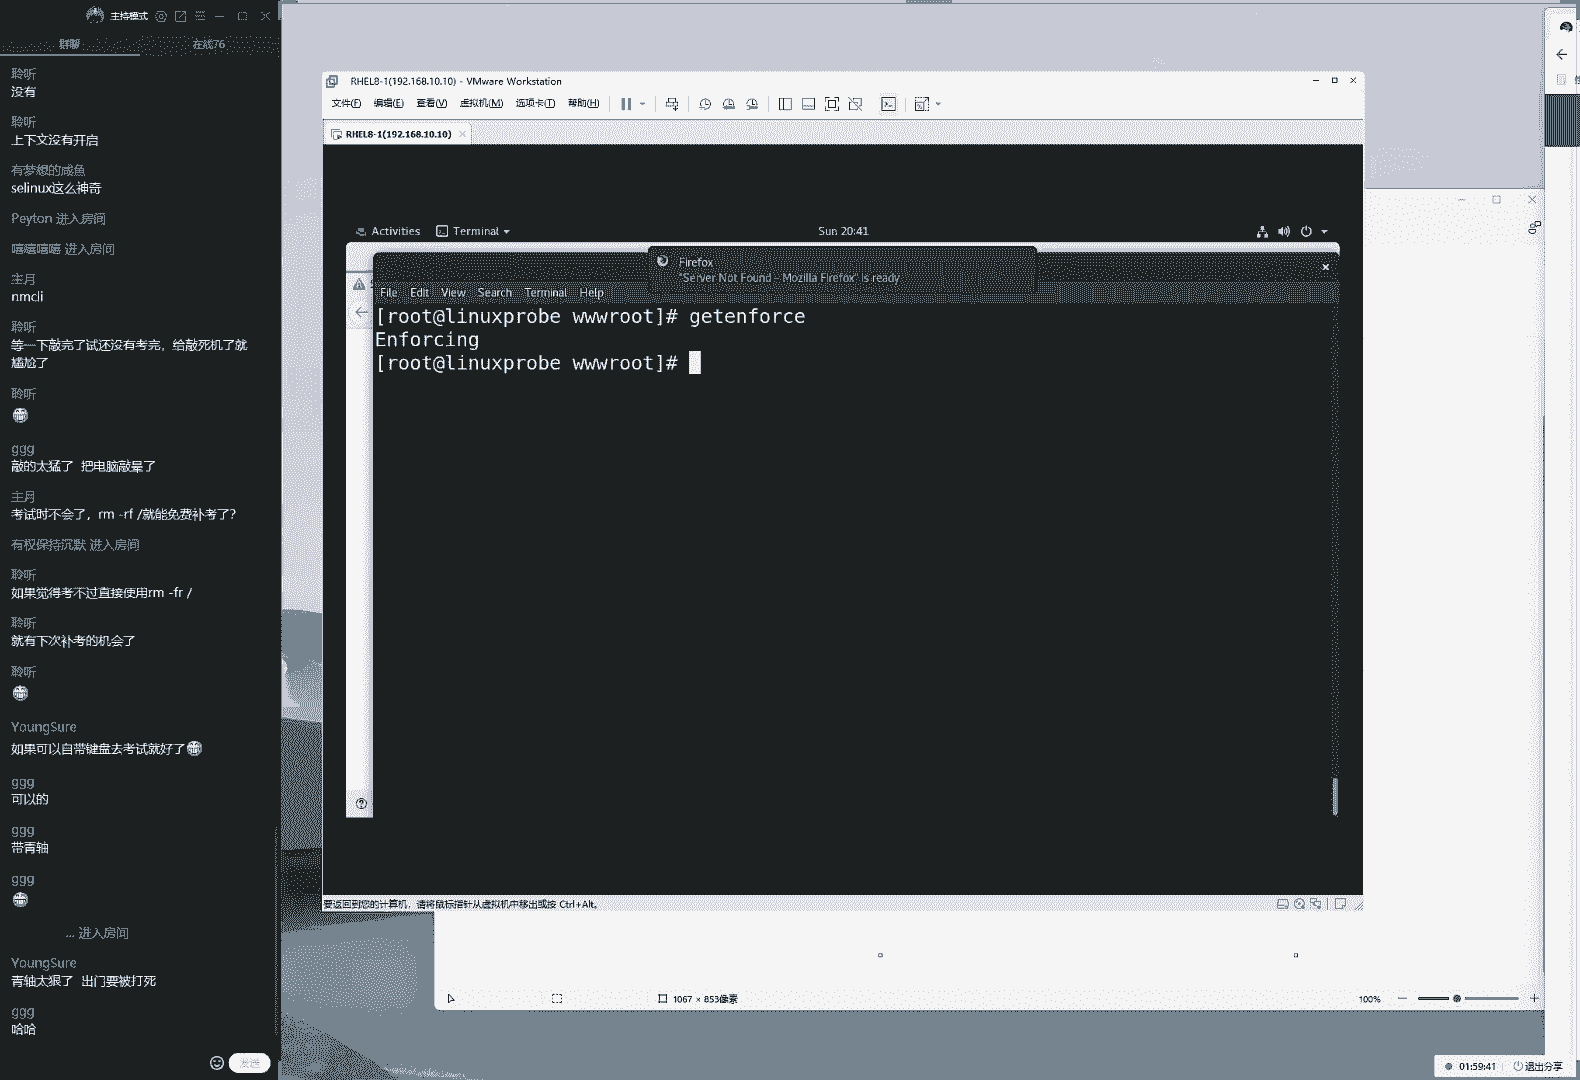 主持模式
群聊
在线76
聆听
没有
聆听
上下文没有开启
有梦想的咸鱼
selinux这么神奇
Peyton 进入房间
嘻嘻嘻嘻 进入房间
主月
nmcli
聆听
等一下敲完了试还没有考完，给敲死机了就
尴尬了
聆听
ggg
敲的太猛了 把电脑敲晕了
主月
考试时不会了，rm -rf /就能免费补考了？
有权保持沉默 进入房间
聆听
如果觉得考不过直接使用rm -fr /
聆听
就有下次补考的机会了
聆听
YoungSure
如果可以自带键盘去考试就好了
ggg
可以的
ggg
带青轴
ggg
... 进入房间
YoungSure
青轴太狠了 出门要被打死
ggg
哈哈
发送
RHEL8-1(192.168.10.10) - VMware Workstation
文件(F) 编辑(E) 查看(V) 虚拟机(M) 选项卡(T) 帮助(H)
RHEL8-1(192.168.10.10)
Activities Terminal Sun 20:41
Firefox
"Server Not Found - Mozilla Firefox" is ready
File Edit View Search Terminal Help
[root@linuxprobe wwwroot]# getenforce
Enforcing
[root@linuxprobe wwwroot]#
要返回到您的计算机，请将鼠标指针从虚拟机中移出或按 Ctrl+Alt。
1067 × 853像素
100%
01:59:41 退出分享